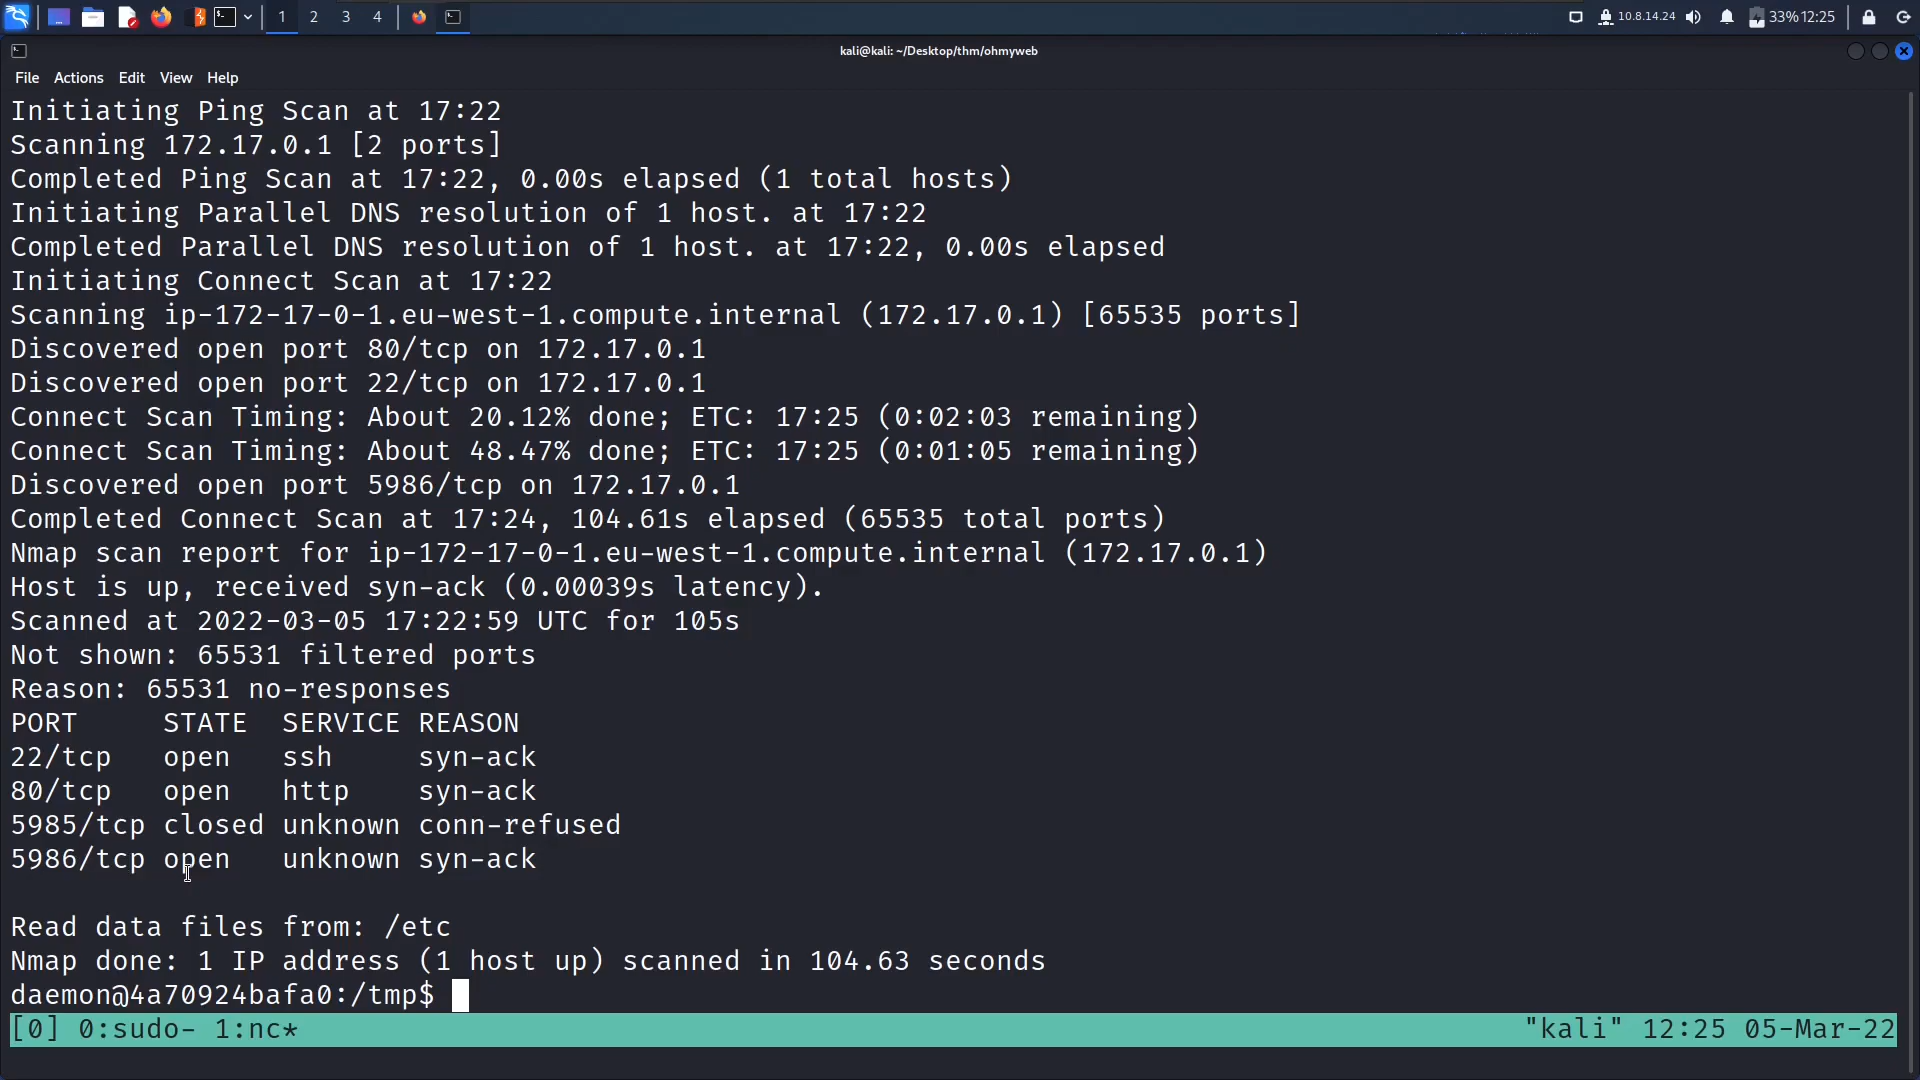 1 2 3 4 10.8.14.24 33% 12:25
kali@kali: ~/Desktop/thm/ohmyweb
File Actions Edit View Help
Initiating Ping Scan at 17:22
Scanning 172.17.0.1 [2 ports]
Completed Ping Scan at 17:22, 0.00s elapsed (1 total hosts)
Initiating Parallel DNS resolution of 1 host. at 17:22
Completed Parallel DNS resolution of 1 host. at 17:22, 0.00s elapsed
Initiating Connect Scan at 17:22
Scanning ip-172-17-0-1.eu-west-1.compute.internal (172.17.0.1) [65535 ports]
Discovered open port 80/tcp on 172.17.0.1
Discovered open port 22/tcp on 172.17.0.1
Connect Scan Timing: About 20.12% done; ETC: 17:25 (0:02:03 remaining)
Connect Scan Timing: About 48.47% done; ETC: 17:25 (0:01:05 remaining)
Discovered open port 5986/tcp on 172.17.0.1
Completed Connect Scan at 17:24, 104.61s elapsed (65535 total ports)
Nmap scan report for ip-172-17-0-1.eu-west-1.compute.internal (172.17.0.1)
Host is up, received syn-ack (0.00039s latency).
Scanned at 2022-03-05 17:22:59 UTC for 105s
Not shown: 65531 filtered ports
Reason: 65531 no-responses
PORT     STATE  SERVICE REASON
22/tcp   open   ssh     syn-ack
80/tcp   open   http    syn-ack
5985/tcp closed unknown conn-refused
5986/tcp open   unknown syn-ack
Read data files from: /etc
Nmap done: 1 IP address (1 host up) scanned in 104.63 seconds
daemon@4a70924bafa0:/tmp$
[0] 0:sudo- 1:nc* "kali" 12:25 05-Mar-22